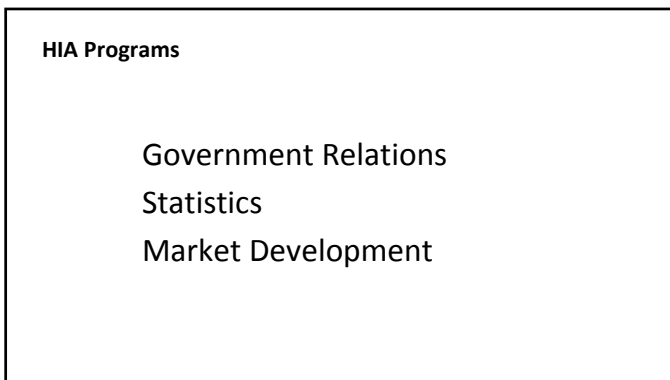 HIA Programs
Government Relations
Statistics
Market Development